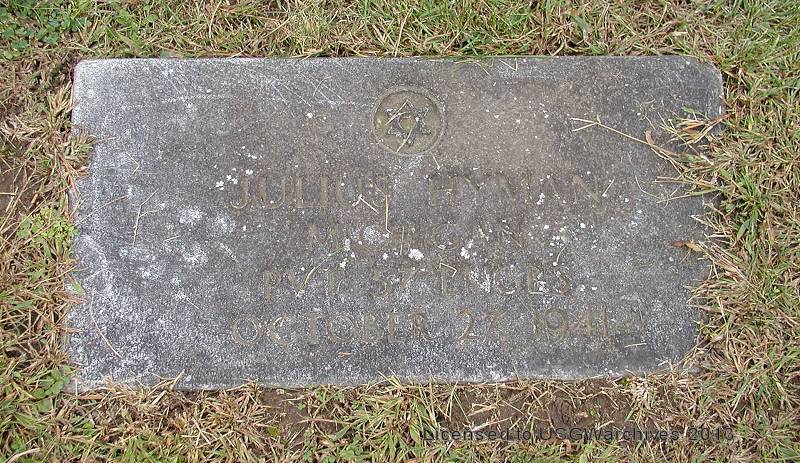 JULIUS HYMAN
MICHIGAN
PVT. 57 ENGRS.
OCTOBER 27, 1941
Licensed to USGWarchives 2010